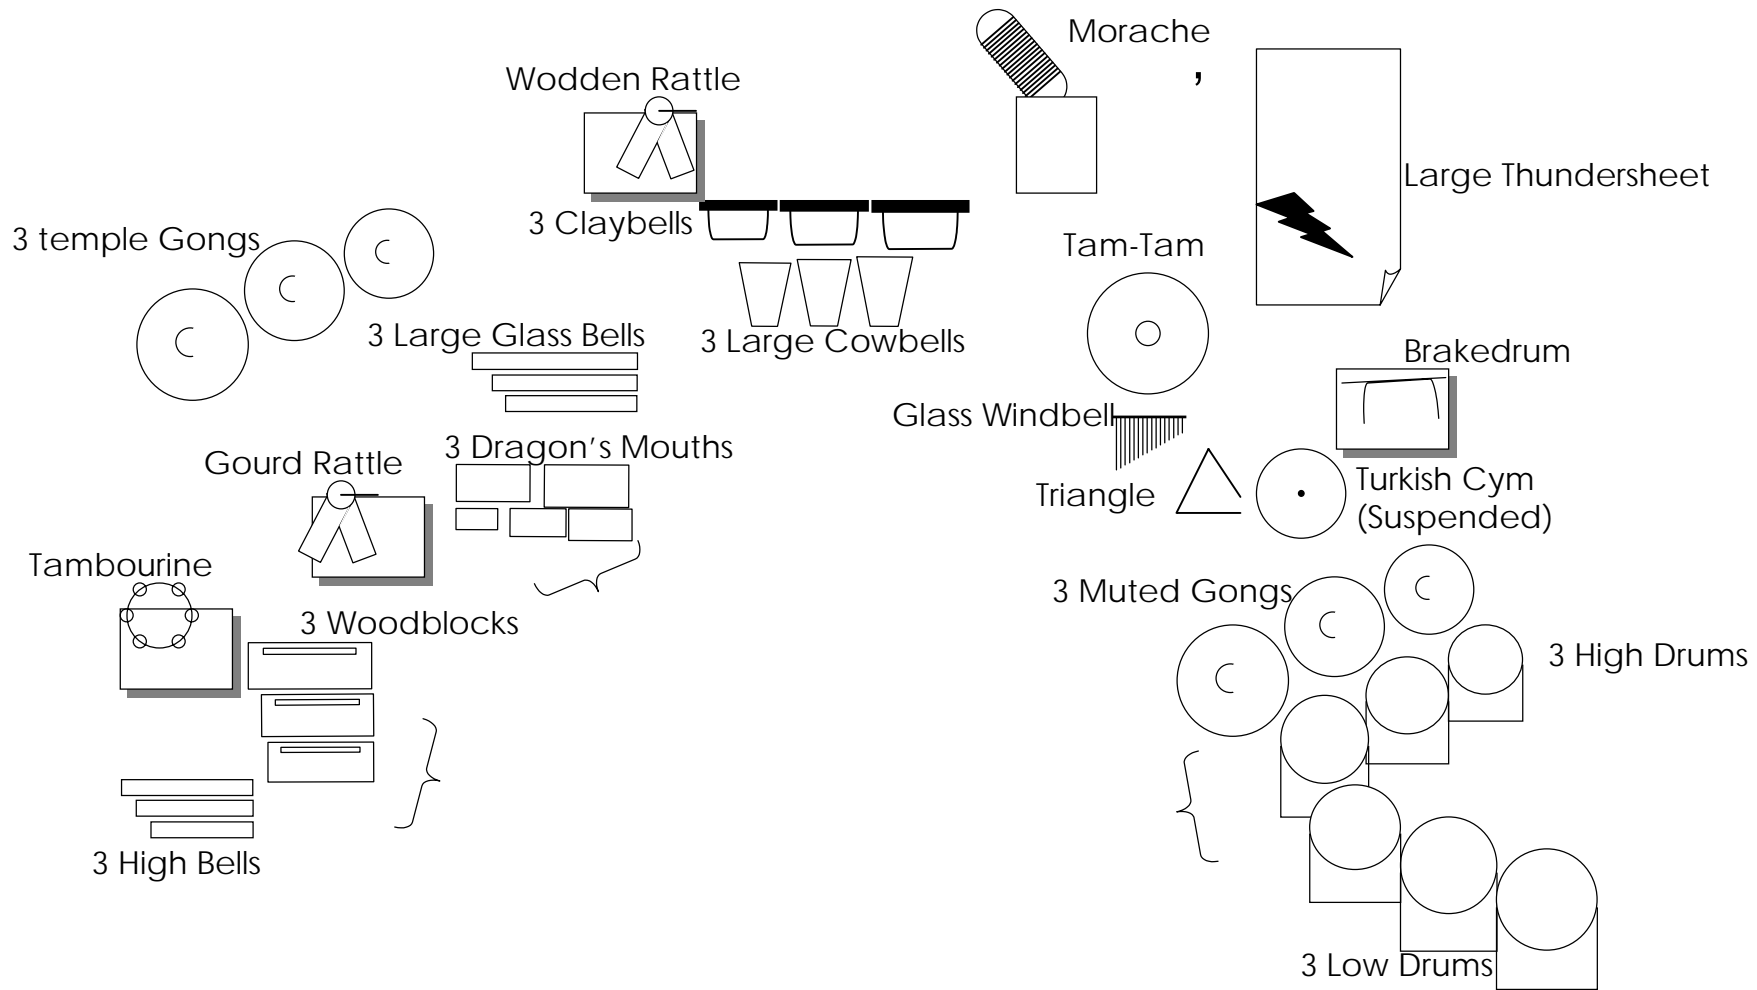 Morache
,
Wodden Rattle
Large Thundersheet
3 Claybells
3 temple Gongs
Tam-Tam
3 Large Glass Bells
3 Large Cowbells
Brakedrum
Glass Windbell
3 Dragon's Mouths
Gourd Rattle
Triangle
Turkish Cym
(Suspended)
Tambourine
3 Muted Gongs
3 Woodblocks
3 High Drums
3 High Bells
3 Low Drums